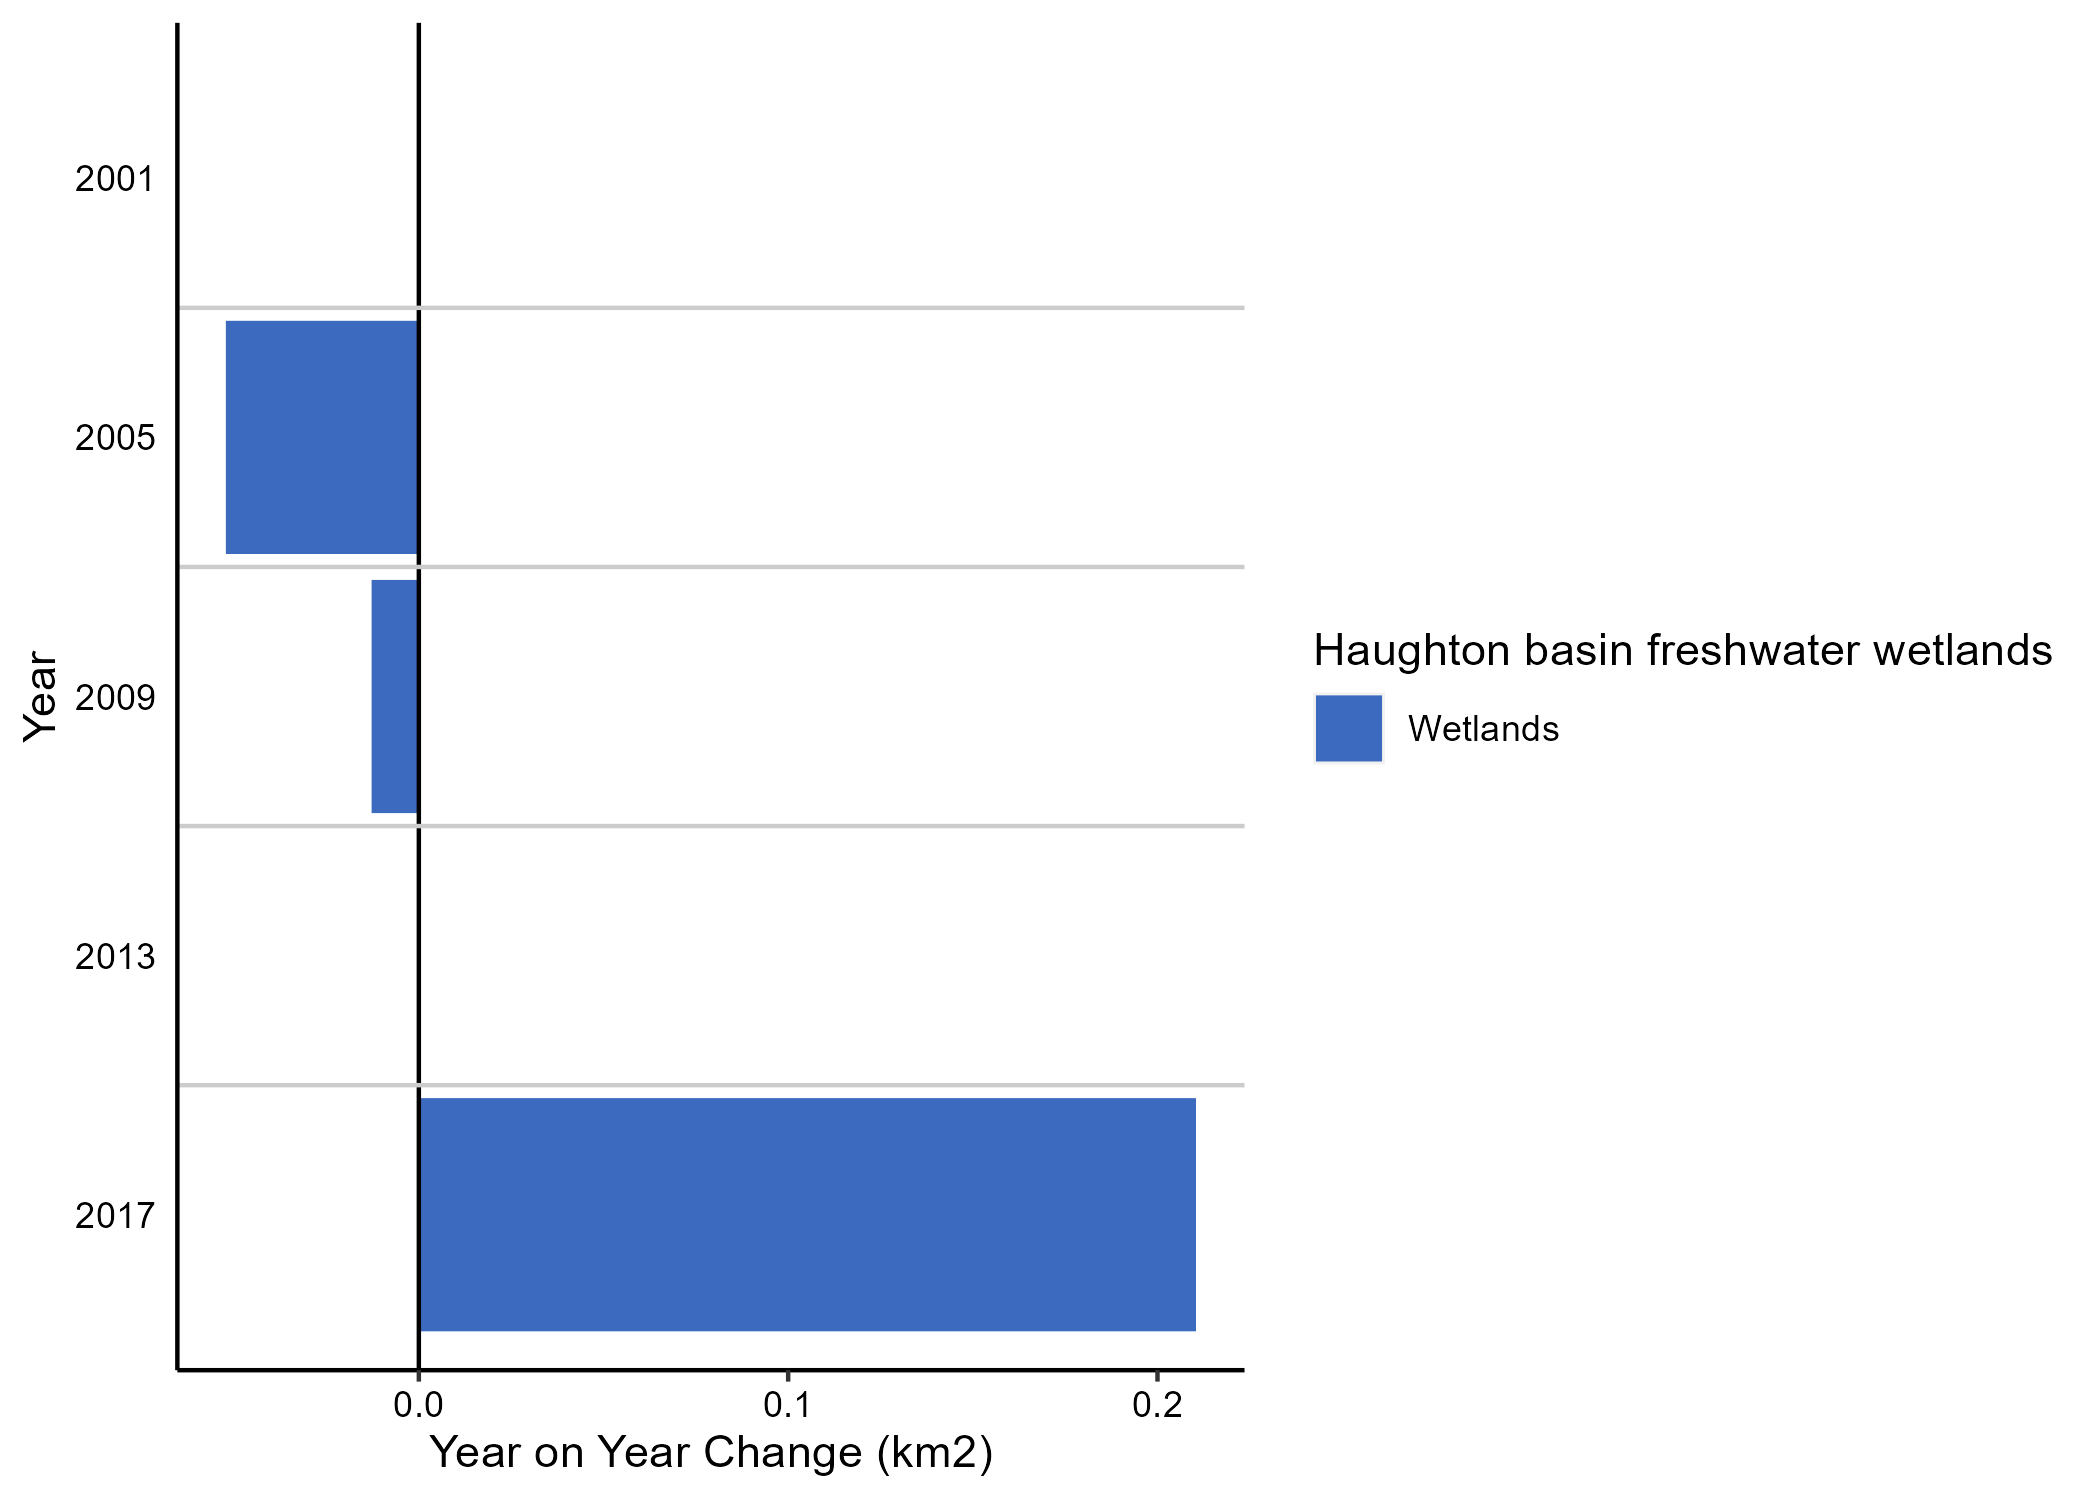 2001
2005
2009
2013
2017
Year
0.0 0.1 0.2
Year on Year Change (km2)
Haughton basin freshwater wetlands
Wetlands